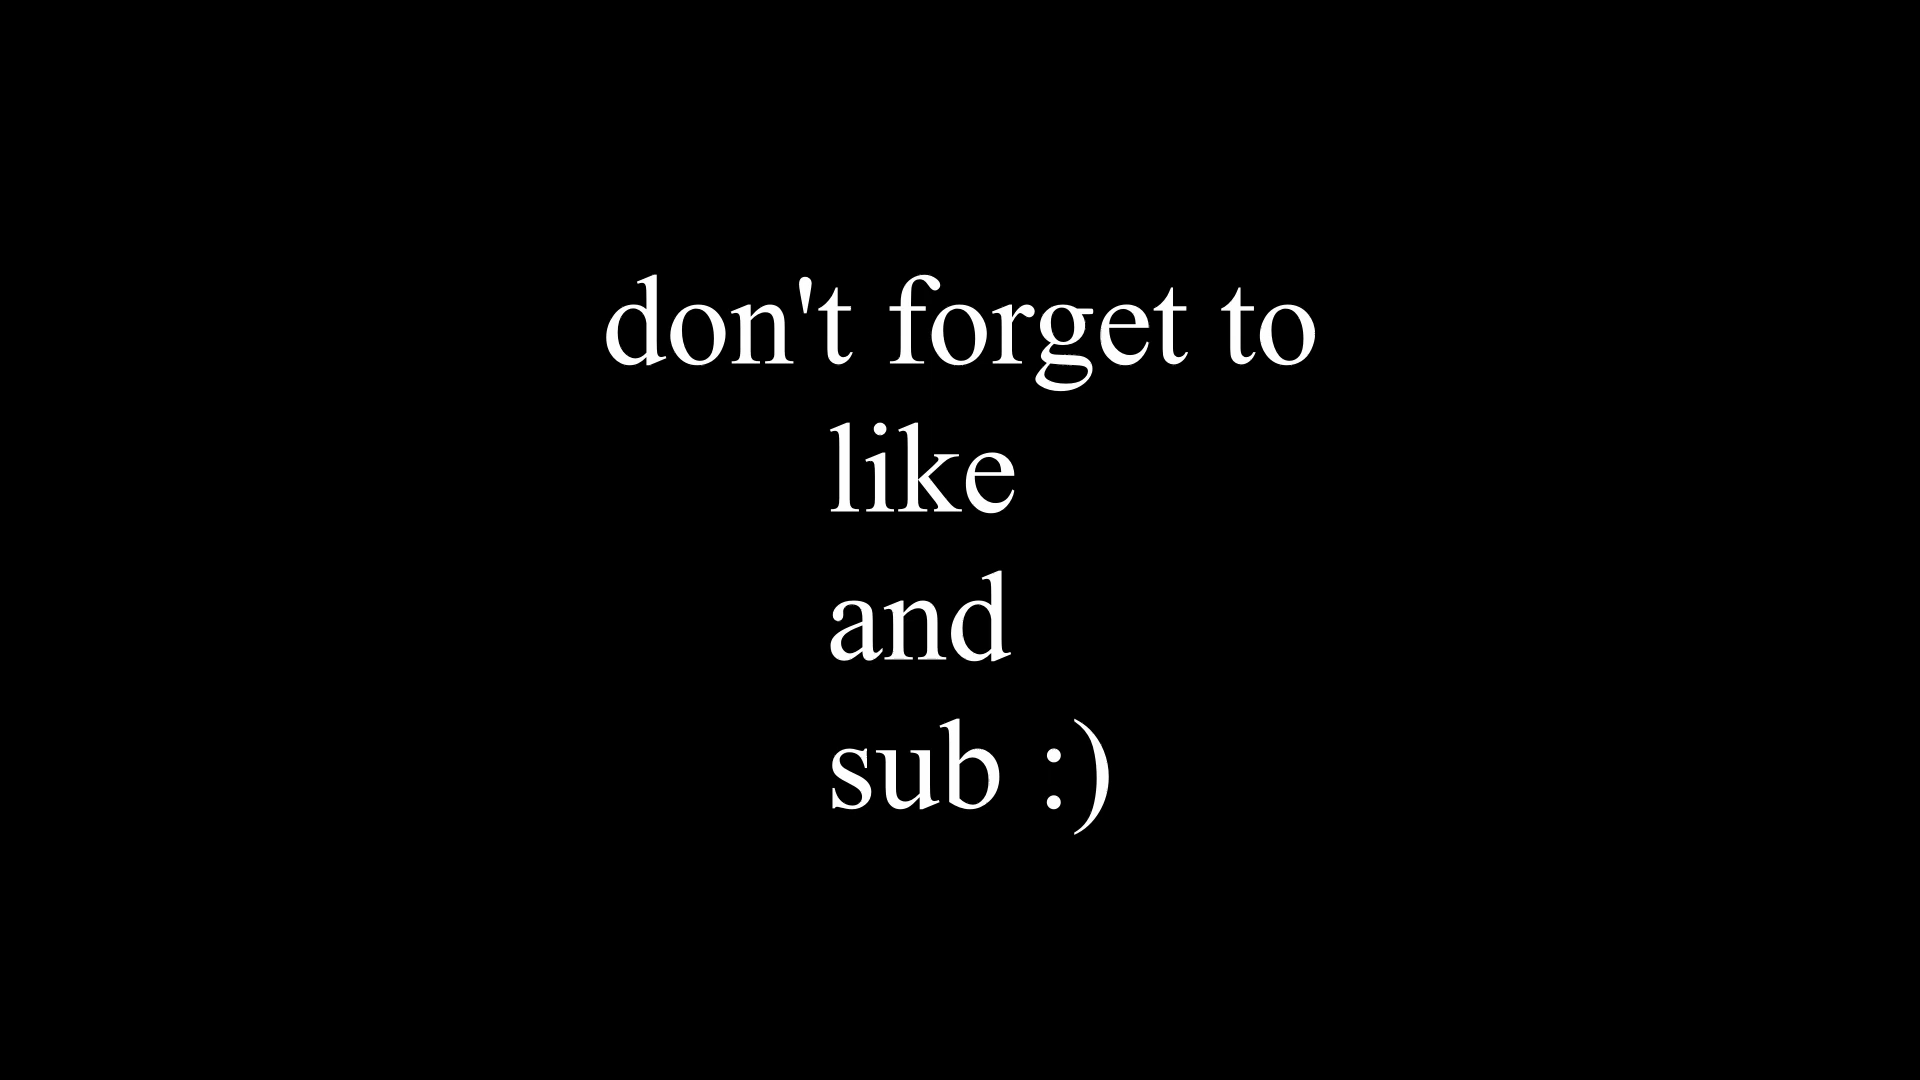 don't forget to
like
and
sub :)